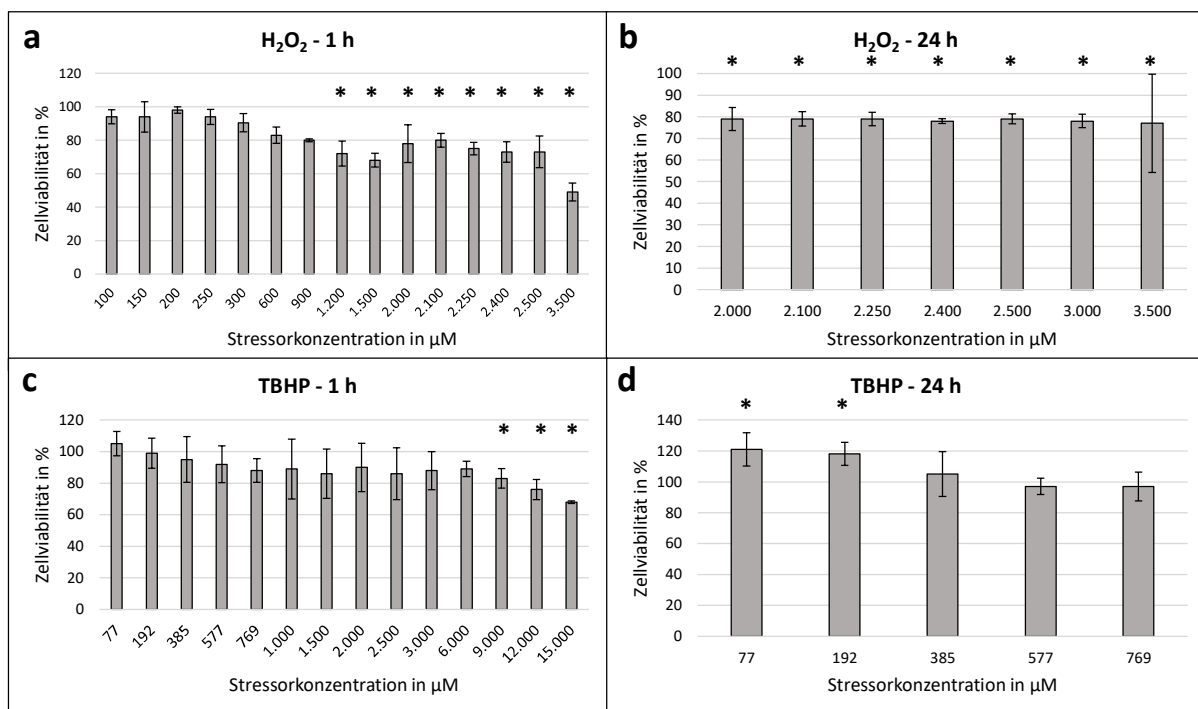 a
H₂O₂ - 1 h
* * * * * * * *
Zellviabilität in %
120
100
80
60
40
20
0
100 150 200 250 300 600 900 1.200 1.500 2.000 2.100 2.250 2.400 2.500 3.500
Stressorkonzentration in µM
b
H₂O₂ - 24 h
* * * * * * *
Zellviabilität in %
100
90
80
70
60
50
40
30
20
10
0
2.000 2.100 2.250 2.400 2.500 3.000 3.500
Stressorkonzentration in µM
c
TBHP - 1 h
* * *
Zellviabilität in %
120
100
80
60
40
20
0
77 192 385 577 769 1.000 1.500 2.000 2.500 3.000 6.000 9.000 12.000 15.000
Stressorkonzentration in µM
d
TBHP - 24 h
* *
Zellviabilität in %
140
120
100
80
60
40
20
0
77 192 385 577 769
Stressorkonzentration in µM